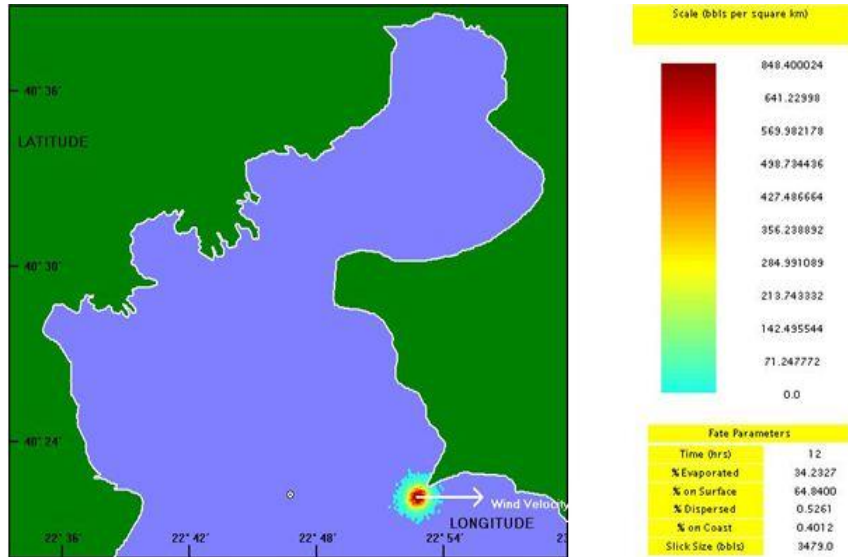 LATITUDE
40° 36'
40° 30'
40° 24'
Wind Velocity
LONGITUDE
22° 36' 22° 42' 22° 48' 22° 54'
Scale (bbls per square km)
848.400024
641.22998
569.982178
498.734436
427.486664
356.238892
284.991089
213.743332
142.495544
71.247772
0.0
Fate Parameters
Time (hrs) 12
% Evaporated 34.2327
% on Surface 64.8400
% Dispersed 0.5261
% on Coast 0.4012
Slick Size (bbls) 3479.0